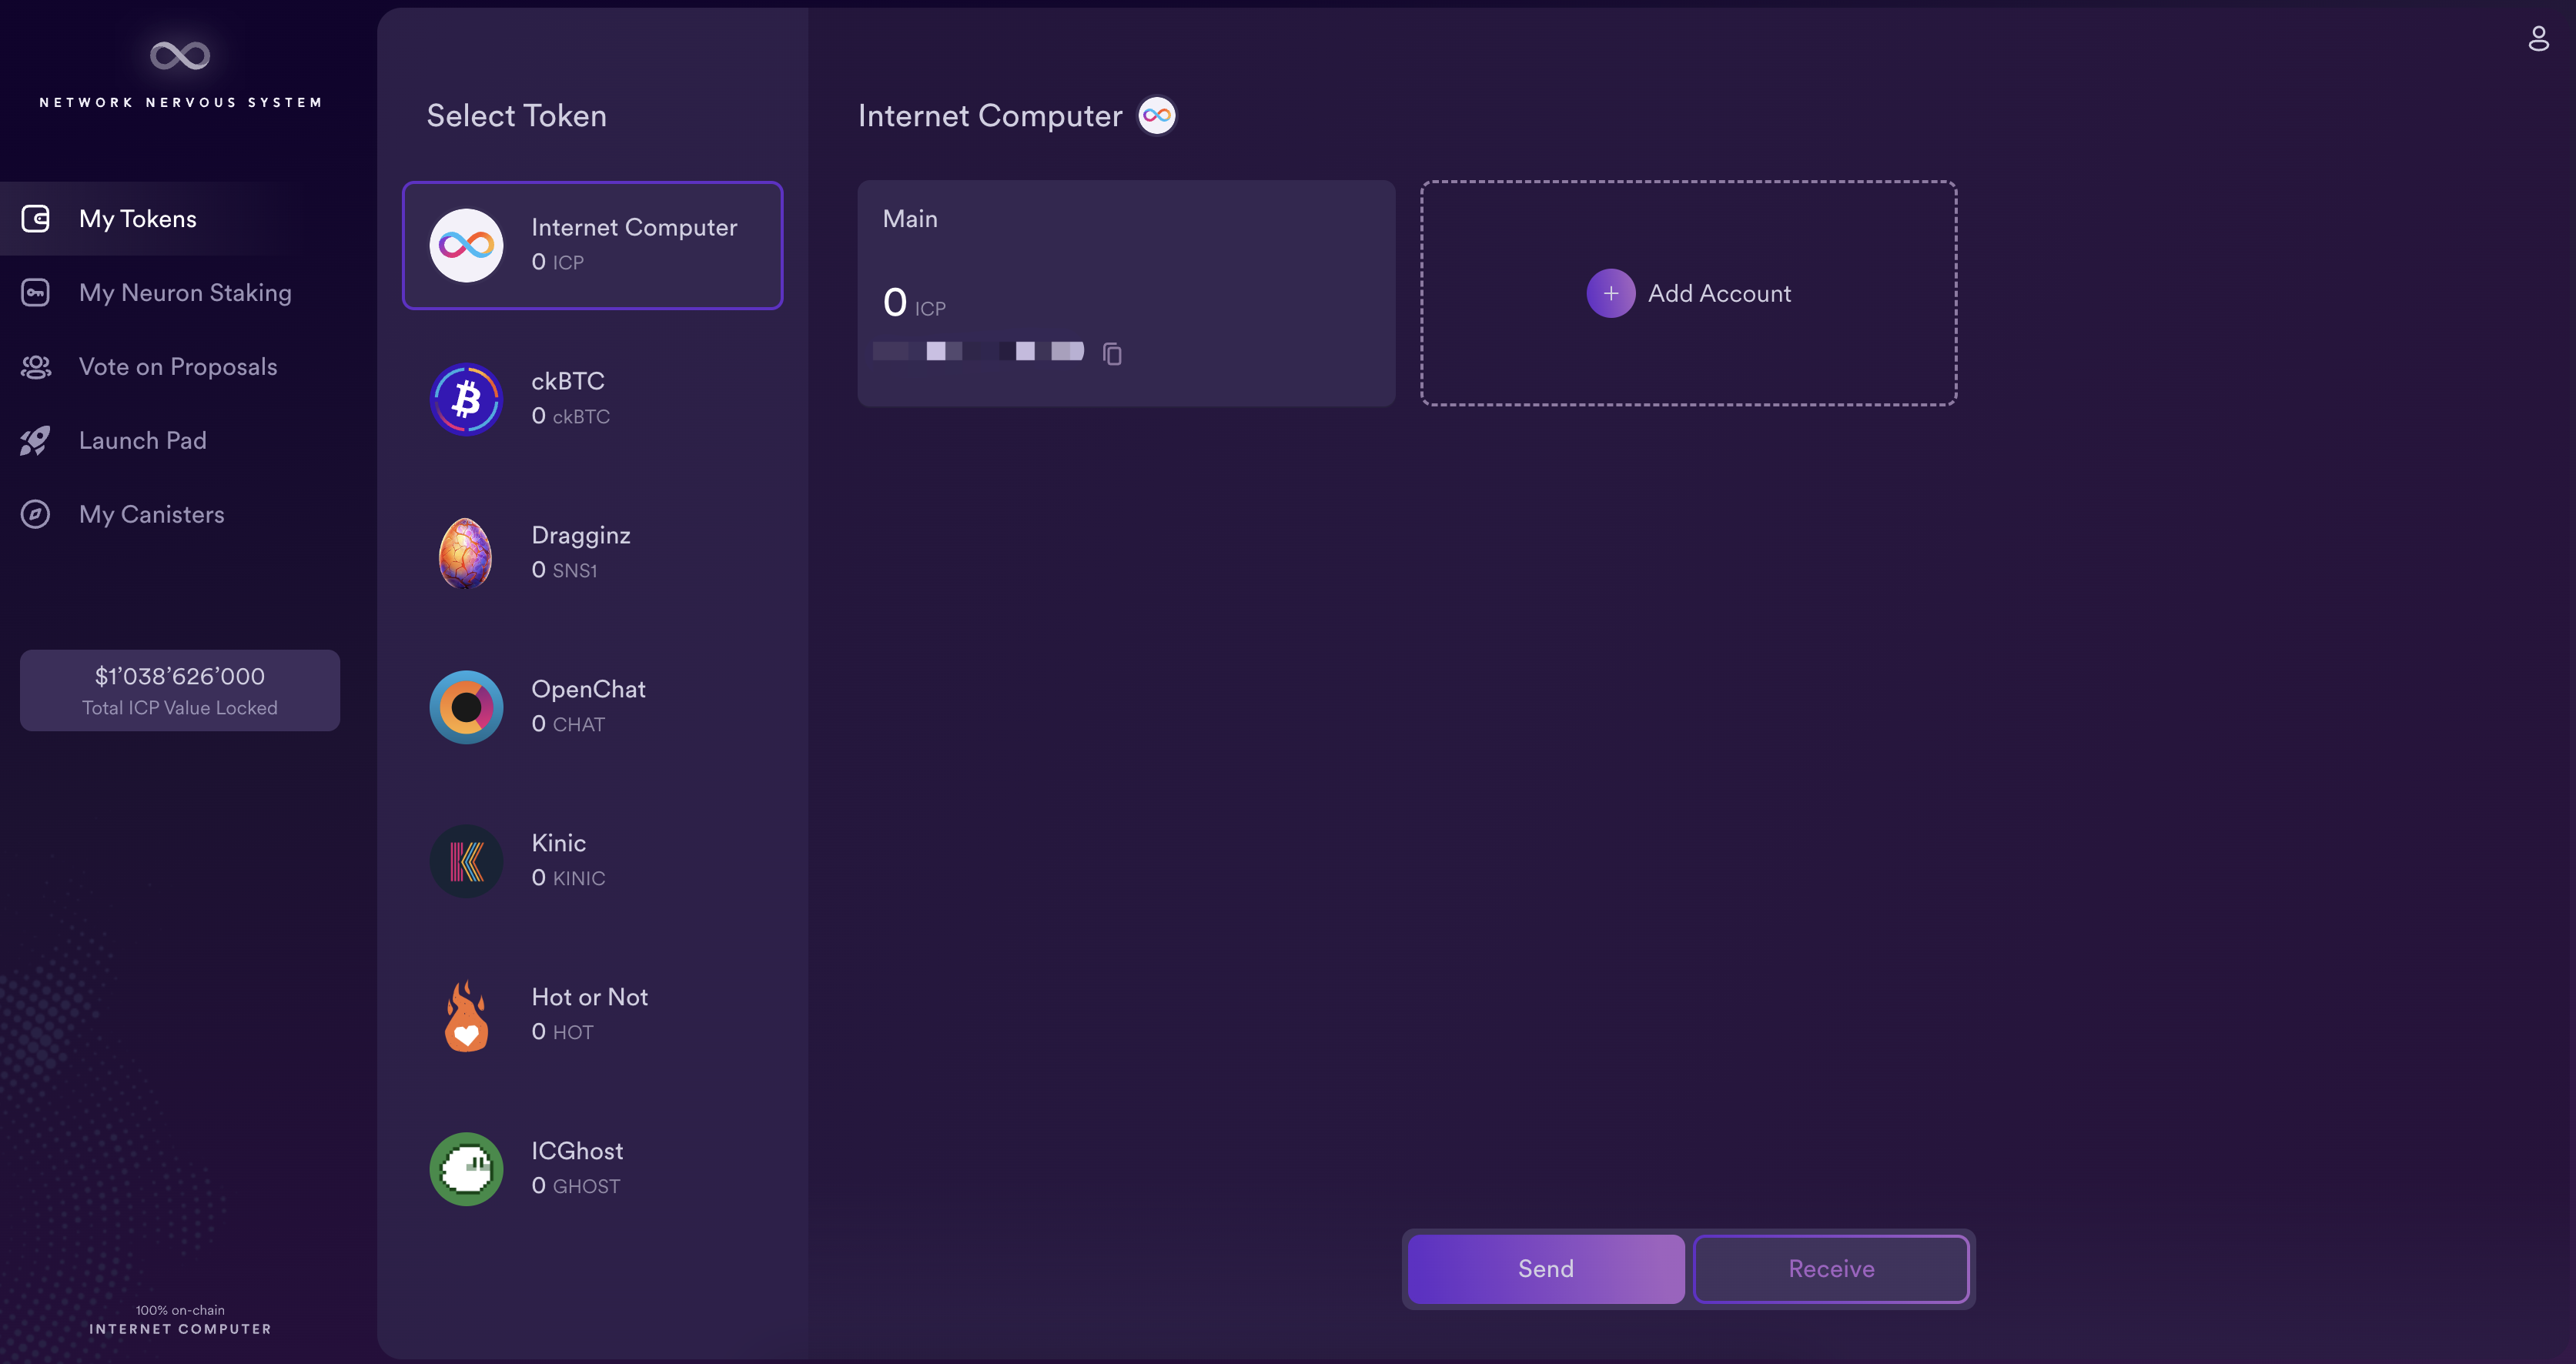 NETWORK NERVOUS SYSTEM
My Tokens
My Neuron Staking
Vote on Proposals
Launch Pad
My Canisters
$1’038’626’000
Total ICP Value Locked
100% on-chain
INTERNET COMPUTER
Select Token
Internet Computer
0 ICP
ckBTC
0 ckBTC
Dragginz
0 SNS1
OpenChat
0 CHAT
Kinic
0 KINIC
Hot or Not
0 HOT
ICGhost
0 GHOST
Internet Computer
Main
0 ICP
Add Account
Send
Receive